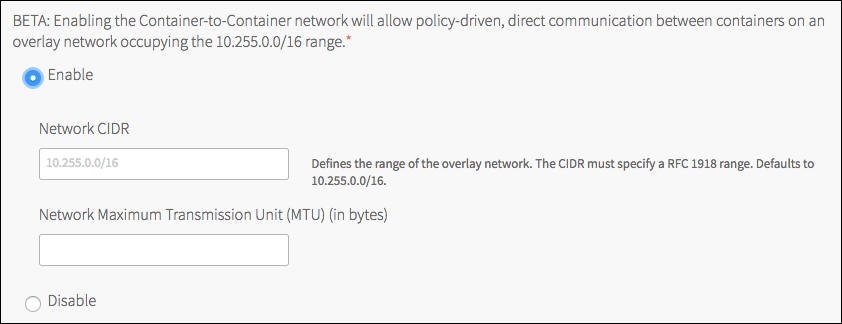 BETA: Enabling the Container-to-Container network will allow policy-driven, direct communication between containers on an
overlay network occupying the 10.255.0.0/16 range.*
Enable
Network CIDR
10.255.0.0/16
Defines the range of the overlay network. The CIDR must specify a RFC 1918 range. Defaults to
10.255.0.0/16.
Network Maximum Transmission Unit (MTU) (in bytes)
Disable